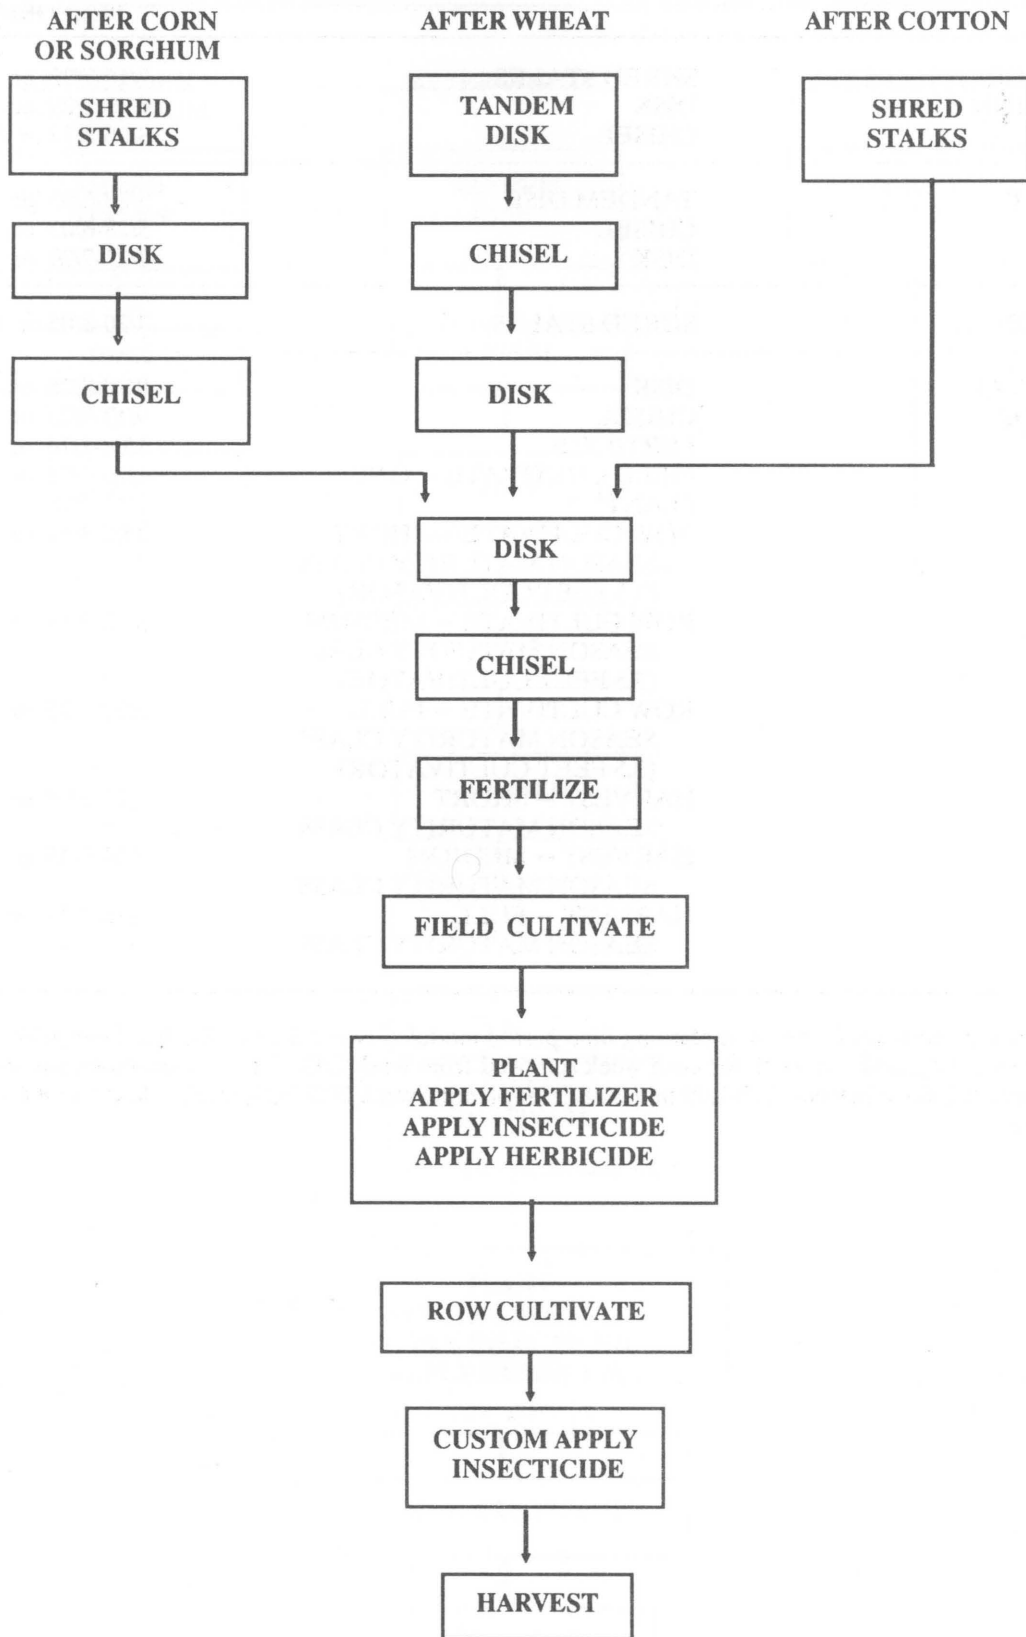 AFTER CORN
OR SORGHUM
AFTER WHEAT
AFTER COTTON
SHRED
STALKS
TANDEM
DISK
SHRED
STALKS
DISK
CHISEL
CHISEL
DISK
DISK
CHISEL
FERTILIZE
FIELD CULTIVATE
PLANT
APPLY FERTILIZER
APPLY INSECTICIDE
APPLY HERBICIDE
ROW CULTIVATE
CUSTOM APPLY
INSECTICIDE
HARVEST